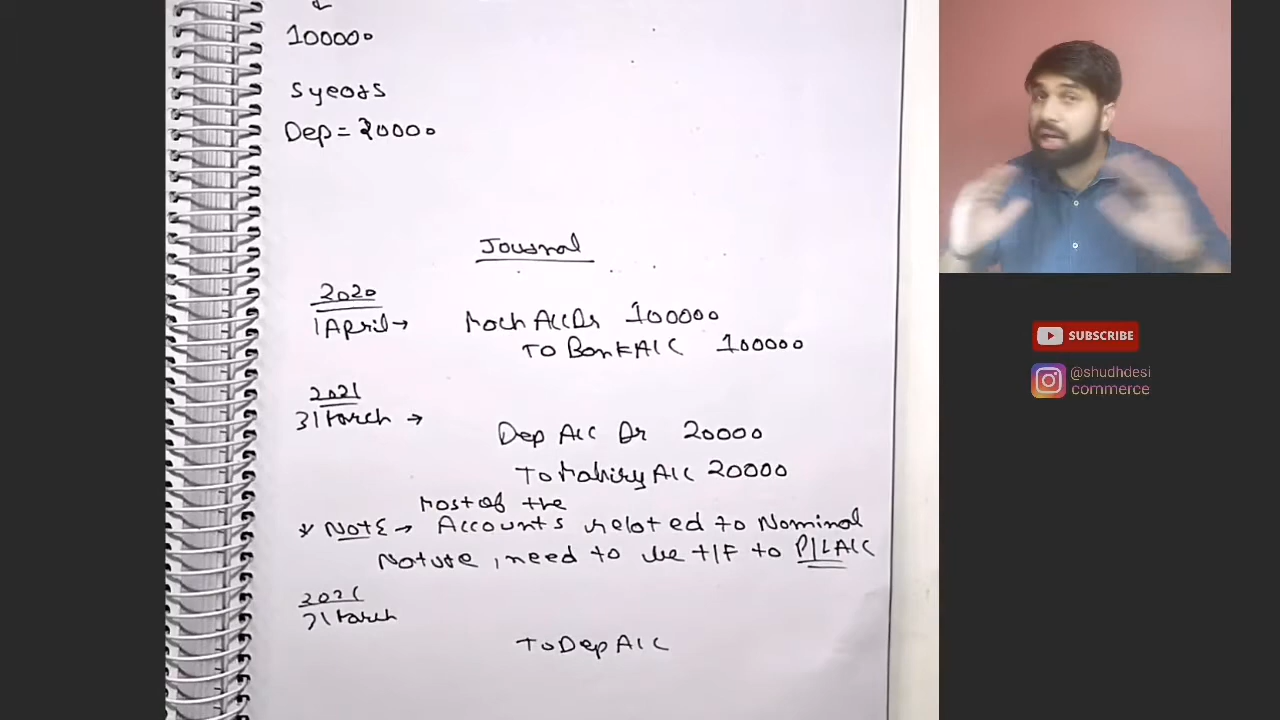 100000
5 years
Dep = 20000
Journal
2020
1 April → Mach A/C Dr 100000
To Bank A/C 100000
2021
31 March → Dep A/C Dr 20000
To Mahiry A/C 20000
Most of the
* NOTE → Accounts related to Nominal
Nature, need to be t/f to P/L A/C
2021
31 March
To Dep A/C
SUBSCRIBE
@shudhdesi
commerce